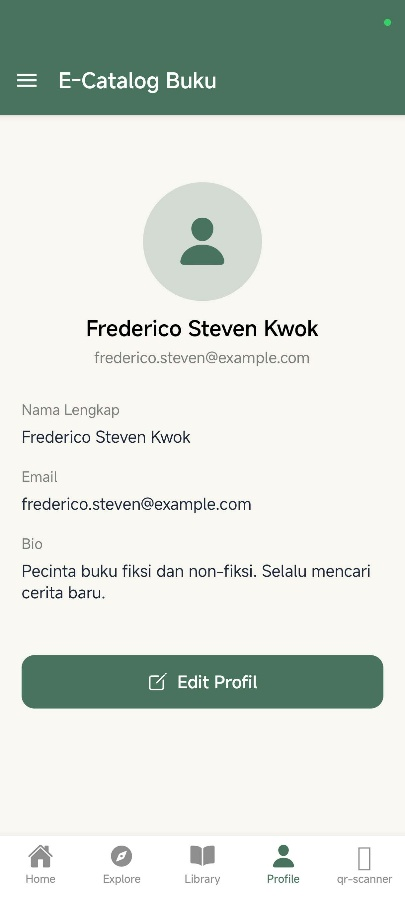 E-Catalog Buku
Frederico Steven Kwok
frederico.steven@example.com
Nama Lengkap
Frederico Steven Kwok
Email
frederico.steven@example.com
Bio
Pecinta buku fiksi dan non-fiksi. Selalu mencari
cerita baru.
Edit Profil
Home
Explore
Library
Profile
qr-scanner